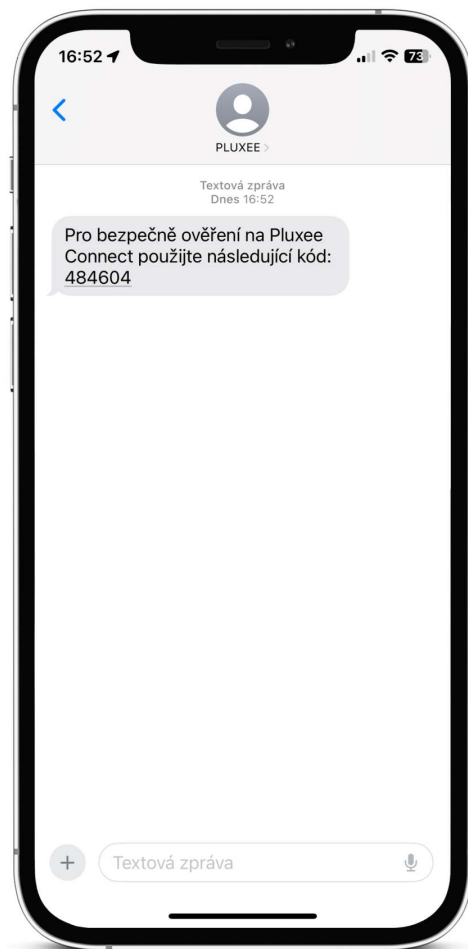 16:52
73
PLUXEE
Textová zpráva
Dnes 16:52
Pro bezpečně ověření na Pluxee
Connect použijte následující kód:
484604
Textová zpráva